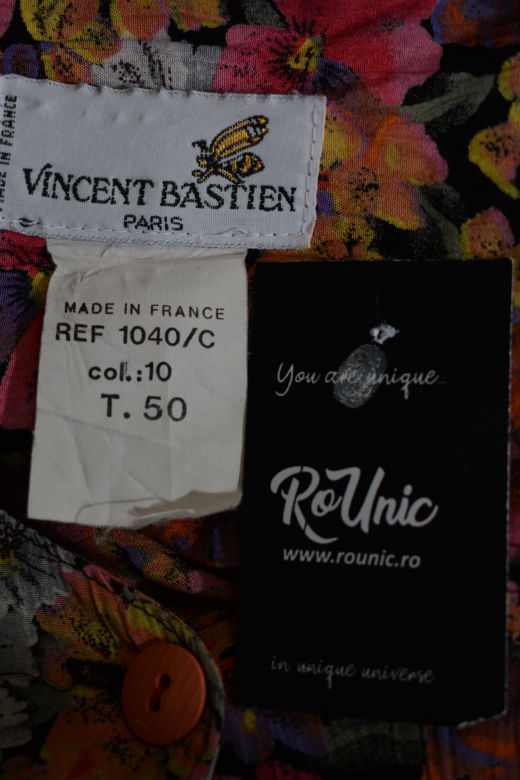 MADE IN FRANCE
VINCENT BASTIEN
PARIS
MADE IN FRANCE
REF 1040/C
col.:10
T. 50
You are unique...
RoUnic
www.rounic.ro
...in unique universe